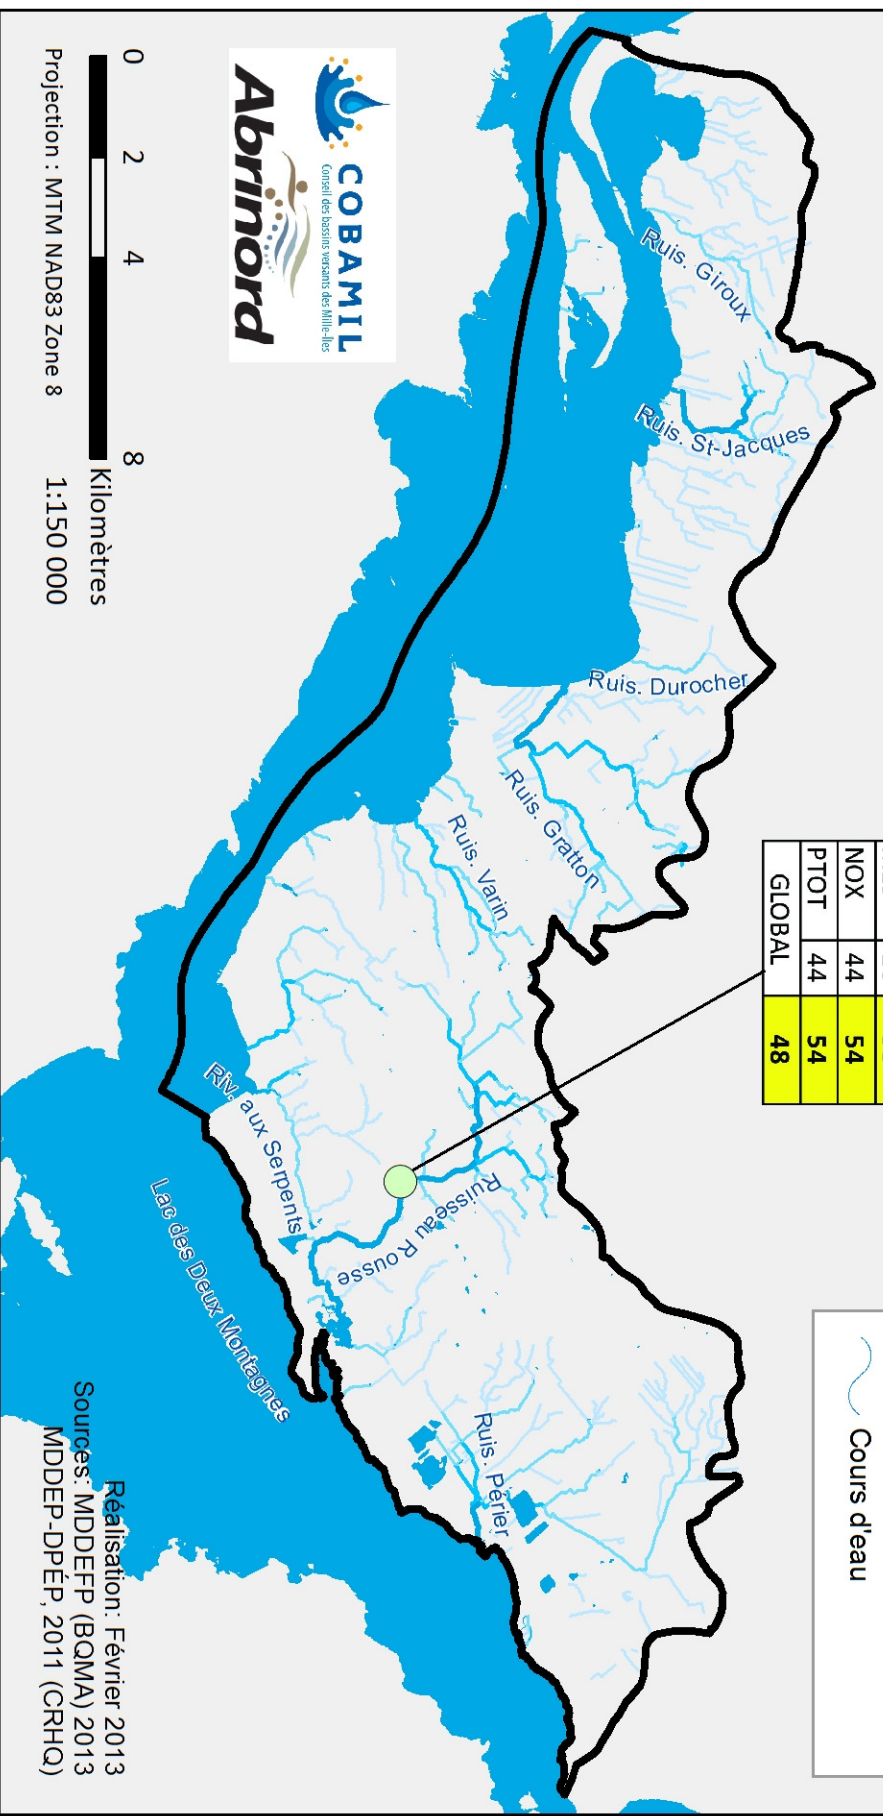 NOX 44 54
PTOT 44 54
GLOBAL 48
Cours d'eau
Ruis. Giroux
Ruis. St-Jacques
Ruis. Durocher
Ruis. Gratton
Ruis. Varin
Riv. aux Serpents
Ruisseau Rousse
Ruis. Périer
Lac des Deux Montagnes
COBAMIL
Conseil des bassins versants des Mille-Îles
Abrinord
0 2 4 8
Kilomètres
Projection : MTM NAD83 Zone 8 1:150 000
Réalisation: Février 2013
Sources: MDDEFP (BQMA) 2013
MDDEP-DPÉP, 2011 (CRHQ)